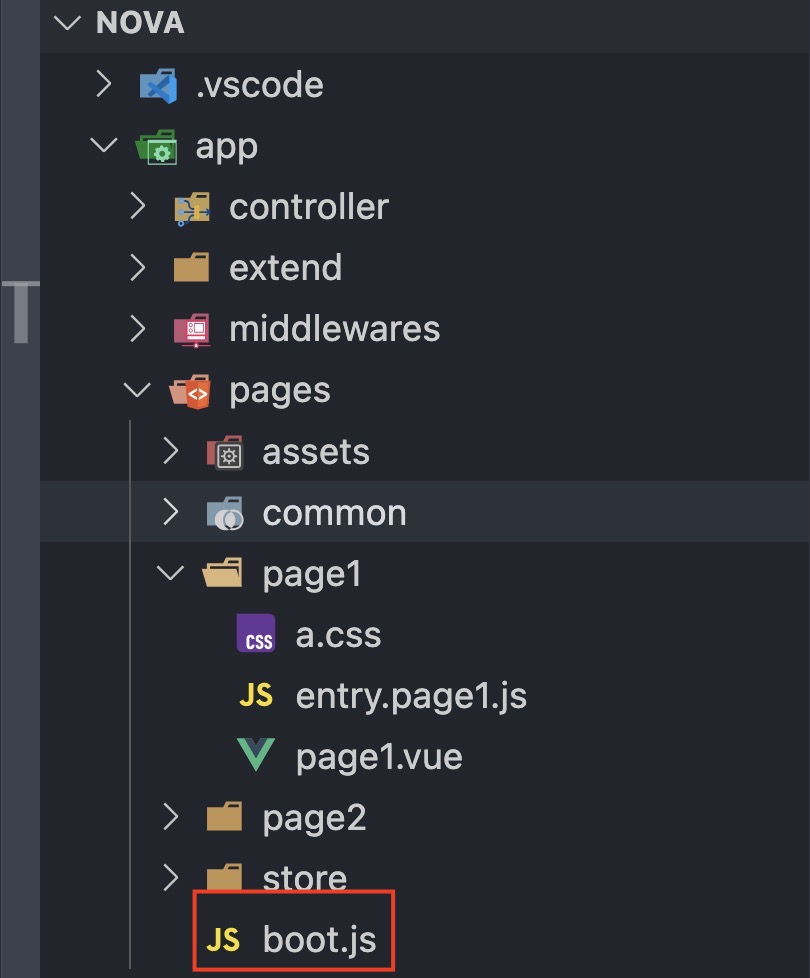 NOVA
.vscode
app
controller
extend
middlewares
pages
assets
common
page1
CSS a.css
JS entry.page1.js
page1.vue
page2
store
JS boot.js